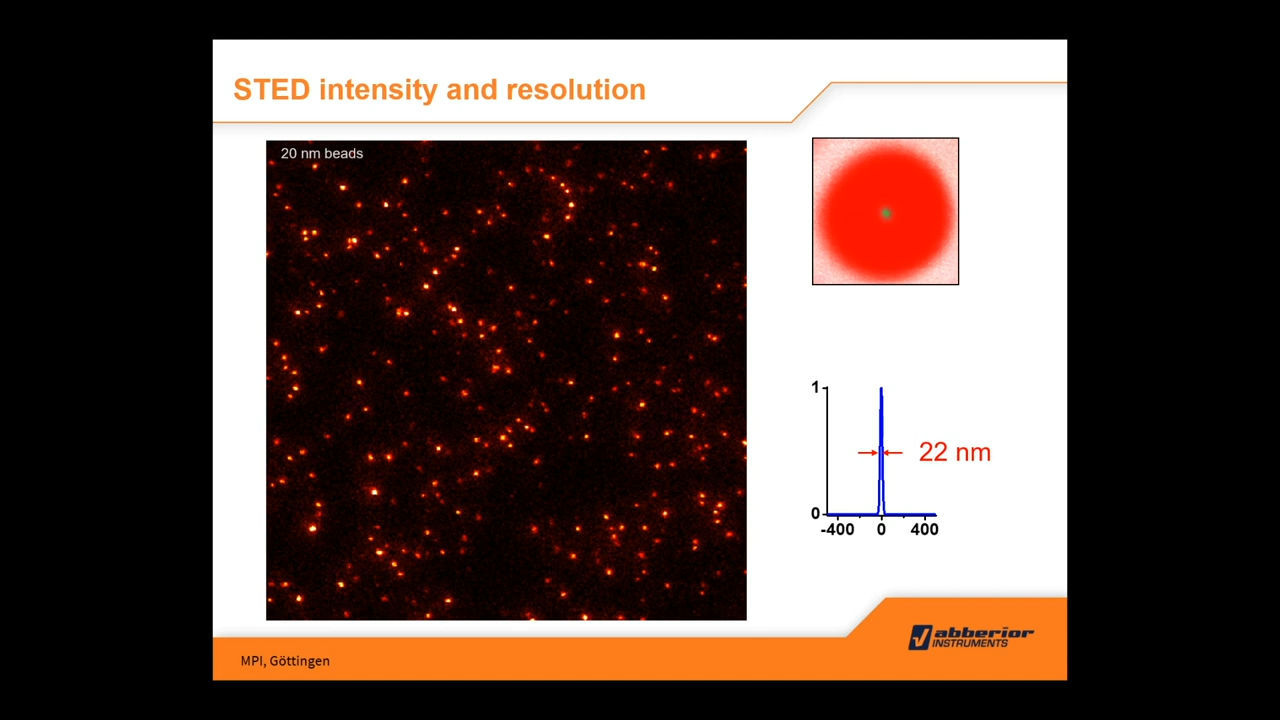 STED intensity and resolution
20 nm beads
1
22 nm
0
-400 0 400
abberior
INSTRUMENTS
MPI, Göttingen